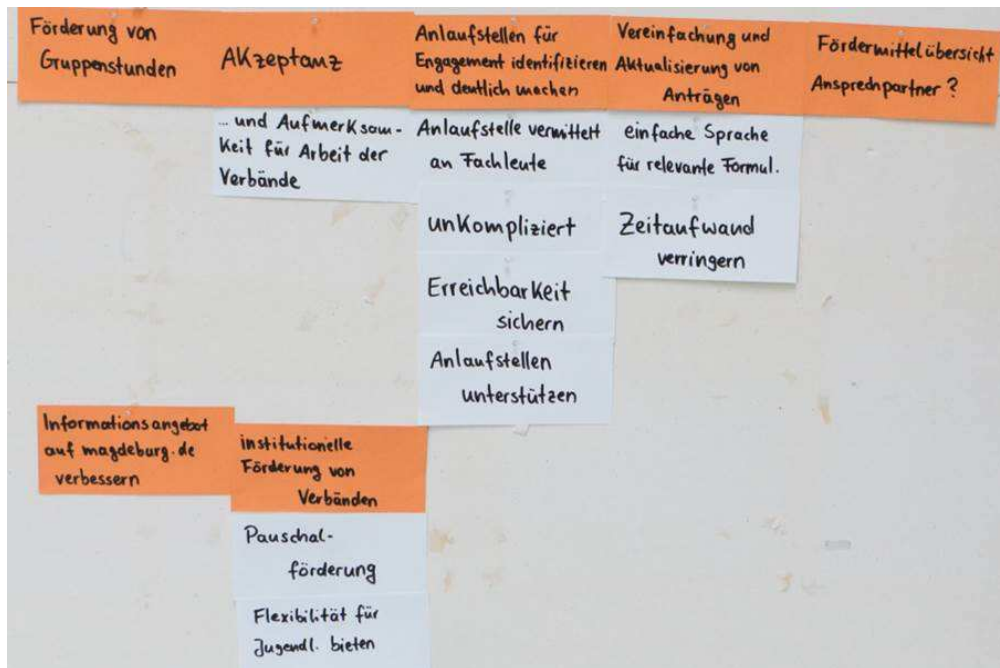 Förderung von
Gruppenstunden
Akzeptanz
... und Aufmerksam-
keit für Arbeit der
Verbände
Anlaufstellen für
Engagement identifizieren
und deutlich machen
Anlaufstelle vermittelt
an Fachleute
unkompliziert
Erreichbarkeit
sichern
Anlaufstellen
unterstützen
Vereinfachung und
Aktualisierung von
Anträgen
einfache Sprache
für relevante Formul.
Zeitaufwand
verringern
Fördermittelübersicht
Ansprechpartner?
Informationsangebot
auf magdeburg.de
verbessern
institutionelle
Förderung von
Verbänden
Pauschal-
förderung
Flexibilität für
Jugendl. bieten